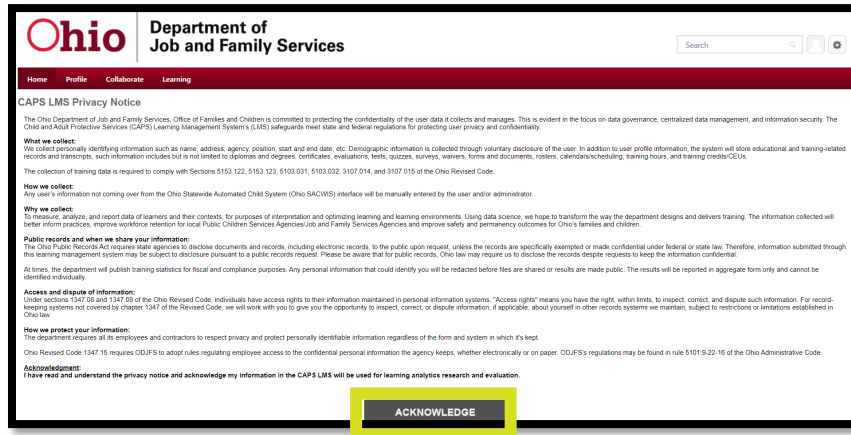 Ohio
Department of
Job and Family Services
Search
Home Profile Collaborate Learning
CAPS LMS Privacy Notice
The Ohio Department of Job and Family Services, Office of Families and Children is committed to protecting the confidentiality of the user data it collects and manages. This is evident in the focus on data governance, centralized data management, and information security. The
Child and Adult Protective Services (CAPS) Learning Management System's (LMS) safeguards meet state and federal regulations for protecting user privacy and confidentiality.
What we collect:
We collect personally identifying information such as name, address, agency, position, start and end date, etc. Demographic information is collected through voluntary disclosure of the user. In addition to user profile information, the system will store educational and training-related
records and transcripts, such information includes but is not limited to diplomas and degrees, certificates, evaluations, tests, quizzes, surveys, waivers, forms and documents, rosters, calendars/scheduling, training hours, and training credits/CEUs.
The collection of training data is required to comply with Sections 5153.122, 5153.123, 5103.031, 5103.032, 3107.014, and 3107.015 of the Ohio Revised Code.
How we collect:
Any user's information not coming over from the Ohio Statewide Automated Child System (Ohio SACWIS) interface will be manually entered by the user and/or administrator.
Why we collect:
To measure, analyze, and report data of learners and their contexts, for purposes of interpretation and optimizing learning and learning environments. Using data science, we hope to transform the way the department designs and delivers training. The information collected will
better inform practices, improve workforce retention for local Public Children Services Agencies/Job and Family Services Agencies and improve safety and permanency outcomes for Ohio's families and children.
Public records and when we share your information:
The Ohio Public Records Act requires state agencies to disclose documents and records, including electronic records, to the public upon request, unless the records are specifically exempted or made confidential under federal or state law. Therefore, information submitted through
this learning management system may be subject to disclosure pursuant to a public records request. Please be aware that for public records, Ohio law may require us to disclose the records despite requests to keep the information confidential.
At times, the department will publish training statistics for fiscal and compliance purposes. Any personal information that could identify you will be redacted before files are shared or results are made public. The results will be reported in aggregate form only and cannot be
identified individually.
Access and dispute of information:
Under sections 1347.08 and 1347.09 of the Ohio Revised Code, individuals have access rights to their information maintained in personal information systems. "Access rights" means you have the right, within limits, to inspect, correct, and dispute such information. For record-
keeping systems not covered by chapter 1347 of the Revised Code, we will work with you to give you the opportunity to inspect, correct, or dispute information, if applicable, about yourself in other records systems we maintain, subject to restrictions or limitations established in
Ohio law.
How we protect your information:
The department requires all its employees and contractors to respect privacy and protect personally identifiable information regardless of the form and system in which it's kept.
Ohio Revised Code 1347.15 requires ODJFS to adopt rules regulating employee access to the confidential personal information the agency keeps, whether electronically or on paper. ODJFS's regulations may be found in rule 5101:9-22-16 of the Ohio Administrative Code.
Acknowledgment:
I have read and understand the privacy notice and acknowledge my information in the CAPS LMS will be used for learning analytics research and evaluation.
ACKNOWLEDGE